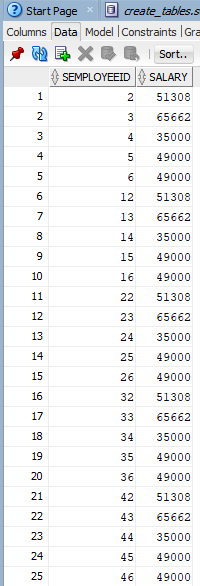 Start Page × create_tables.s
Columns Data Model Constraints Gra
Sort..
SEMPLOYEEID SALARY
1 2 51308
2 3 65662
3 4 35000
4 5 49000
5 6 49000
6 12 51308
7 13 65662
8 14 35000
9 15 49000
10 16 49000
11 22 51308
12 23 65662
13 24 35000
14 25 49000
15 26 49000
16 32 51308
17 33 65662
18 34 35000
19 35 49000
20 36 49000
21 42 51308
22 43 65662
23 44 35000
24 45 49000
25 46 49000